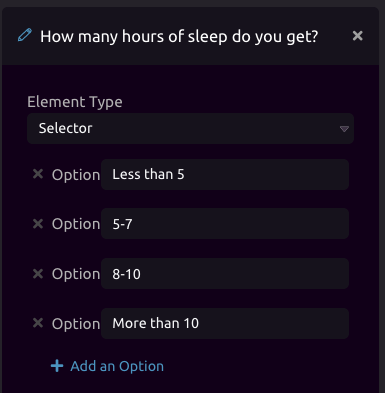 How many hours of sleep do you get?
Element Type
Selector
Option Less than 5
Option 5-7
Option 8-10
Option More than 10
Add an Option